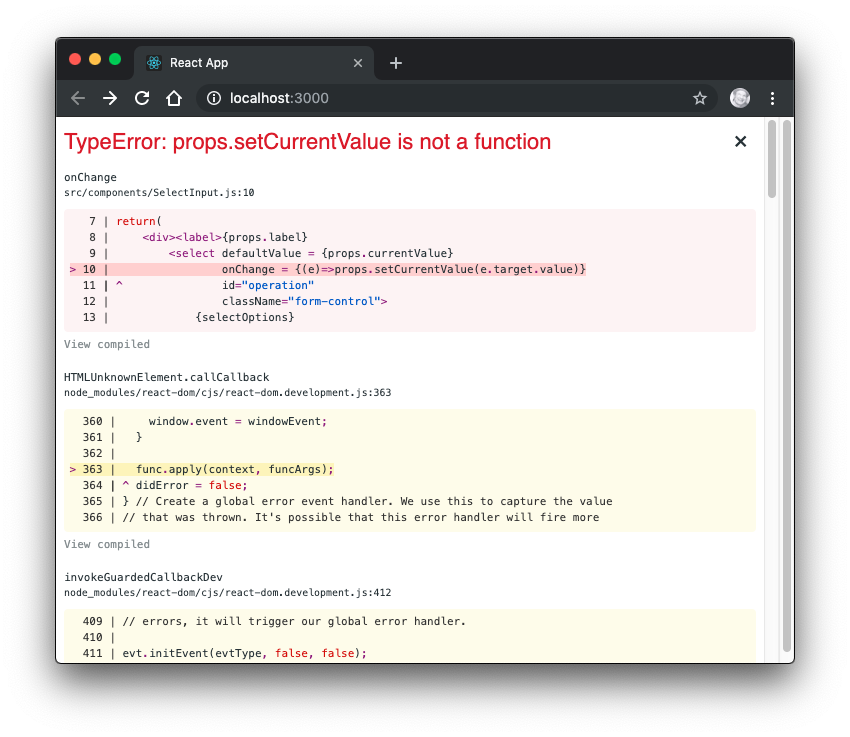 React App
localhost:3000
TypeError: props.setCurrentValue is not a function
onChange
src/components/SelectInput.js:10
7 | return(
8 |     <div><label>{props.label}
9 |         <select defaultValue = {props.currentValue}
> 10 |                 onChange = {(e)=>props.setCurrentValue(e.target.value)}
11 | ^               id="operation"
12 |                 className="form-control">
13 |             {selectOptions}
View compiled
HTMLUnknownElement.callCallback
node_modules/react-dom/cjs/react-dom.development.js:363
360 |     window.event = windowEvent;
361 |   }
362 |
> 363 |   func.apply(context, funcArgs);
364 | ^ didError = false;
365 | } // Create a global error event handler. We use this to capture the value
366 | // that was thrown. It's possible that this error handler will fire more
View compiled
invokeGuardedCallbackDev
node_modules/react-dom/cjs/react-dom.development.js:412
409 | // errors, it will trigger our global error handler.
410 |
411 | evt.initEvent(evtType, false, false);